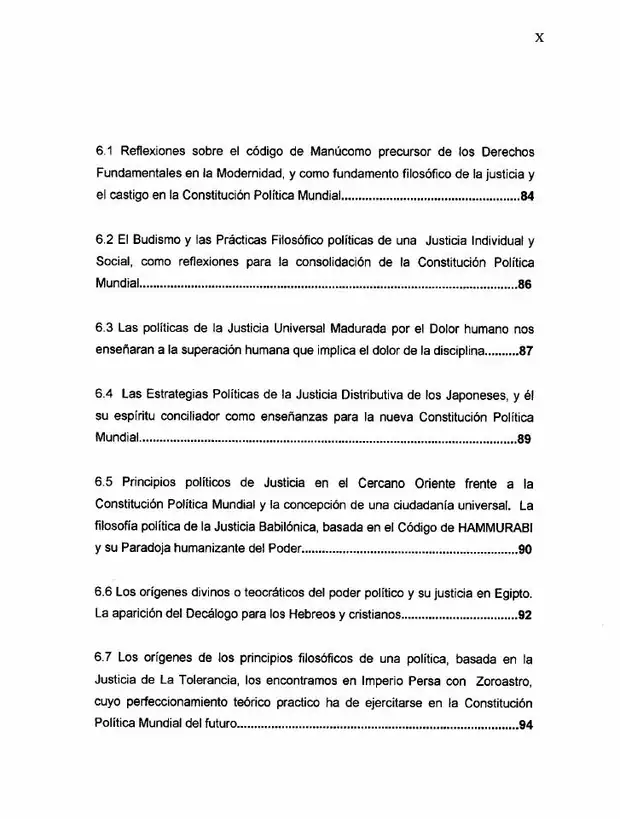 X
6.1 Reflexiones sobre el código de Manúcomo precursor de los Derechos
Fundamentales en la Modernidad, y como fundamento filosófico de la justicia y
el castigo en la Constitución Política Mundial....................................................84
6.2 El Budismo y las Prácticas Filosófico políticas de una Justicia Individual y
Social, como reflexiones para la consolidación de la Constitución Política
Mundial..............................................................................................................86
6.3 Las políticas de la Justicia Universal Madurada por el Dolor humano nos
enseñaran a la superación humana que implica el dolor de la disciplina..........87
6.4 Las Estrategias Políticas de la Justicia Distributiva de los Japoneses, y él
su espíritu conciliador como enseñanzas para la nueva Constitución Política
Mundial..............................................................................................................89
6.5 Principios políticos de Justicia en el Cercano Oriente frente a la
Constitución Política Mundial y la concepción de una ciudadanía universal. La
filosofía política de la Justicia Babilónica, basada en el Código de HAMMURABI
y su Paradoja humanizante del Poder...............................................................90
6.6 Los orígenes divinos o teocráticos del poder político y su justicia en Egipto.
La aparición del Decálogo para los Hebreos y cristianos..................................92
6.7 Los orígenes de los principios filosóficos de una política, basada en la
Justicia de La Tolerancia, los encontramos en Imperio Persa con Zoroastro,
cuyo perfeccionamiento teórico practico ha de ejercitarse en la Constitución
Política Mundial del futuro..................................................................................94